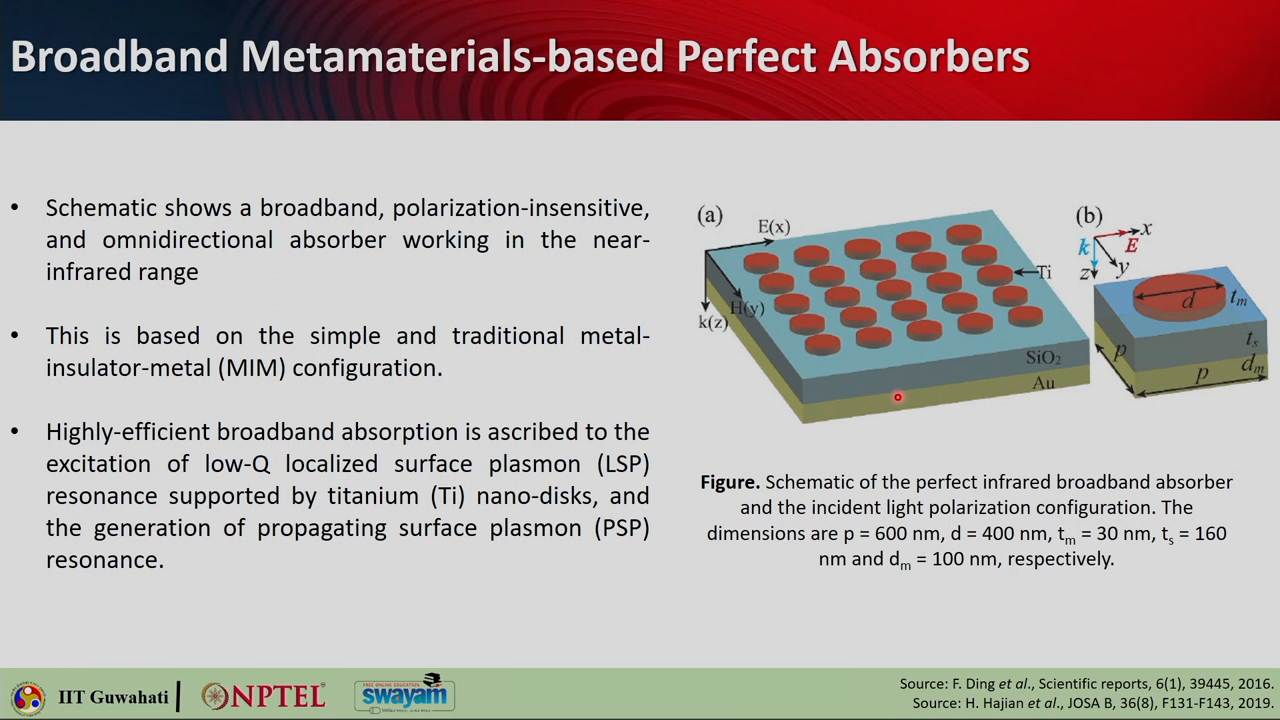 Broadband Metamaterials-based Perfect Absorbers
• Schematic shows a broadband, polarization-insensitive,
and omnidirectional absorber working in the near-
infrared range
• This is based on the simple and traditional metal-
insulator-metal (MIM) configuration.
• Highly-efficient broadband absorption is ascribed to the
excitation of low-Q localized surface plasmon (LSP)
resonance supported by titanium (Ti) nano-disks, and
the generation of propagating surface plasmon (PSP)
resonance.
(a)
E(x)
H(y)
k(z)
Ti
SiO₂
Au
(b)
x
E
k
y
z
d
tₘ
tₛ
dₘ
p
p
Figure. Schematic of the perfect infrared broadband absorber
and the incident light polarization configuration. The
dimensions are p = 600 nm, d = 400 nm, tₘ = 30 nm, tₛ = 160
nm and dₘ = 100 nm, respectively.
IIT Guwahati
NPTEL
FREE ONLINE EDUCATION
swayam
Source: F. Ding et al., Scientific reports, 6(1), 39445, 2016.
Source: H. Hajian et al., JOSA B, 36(8), F131-F143, 2019.